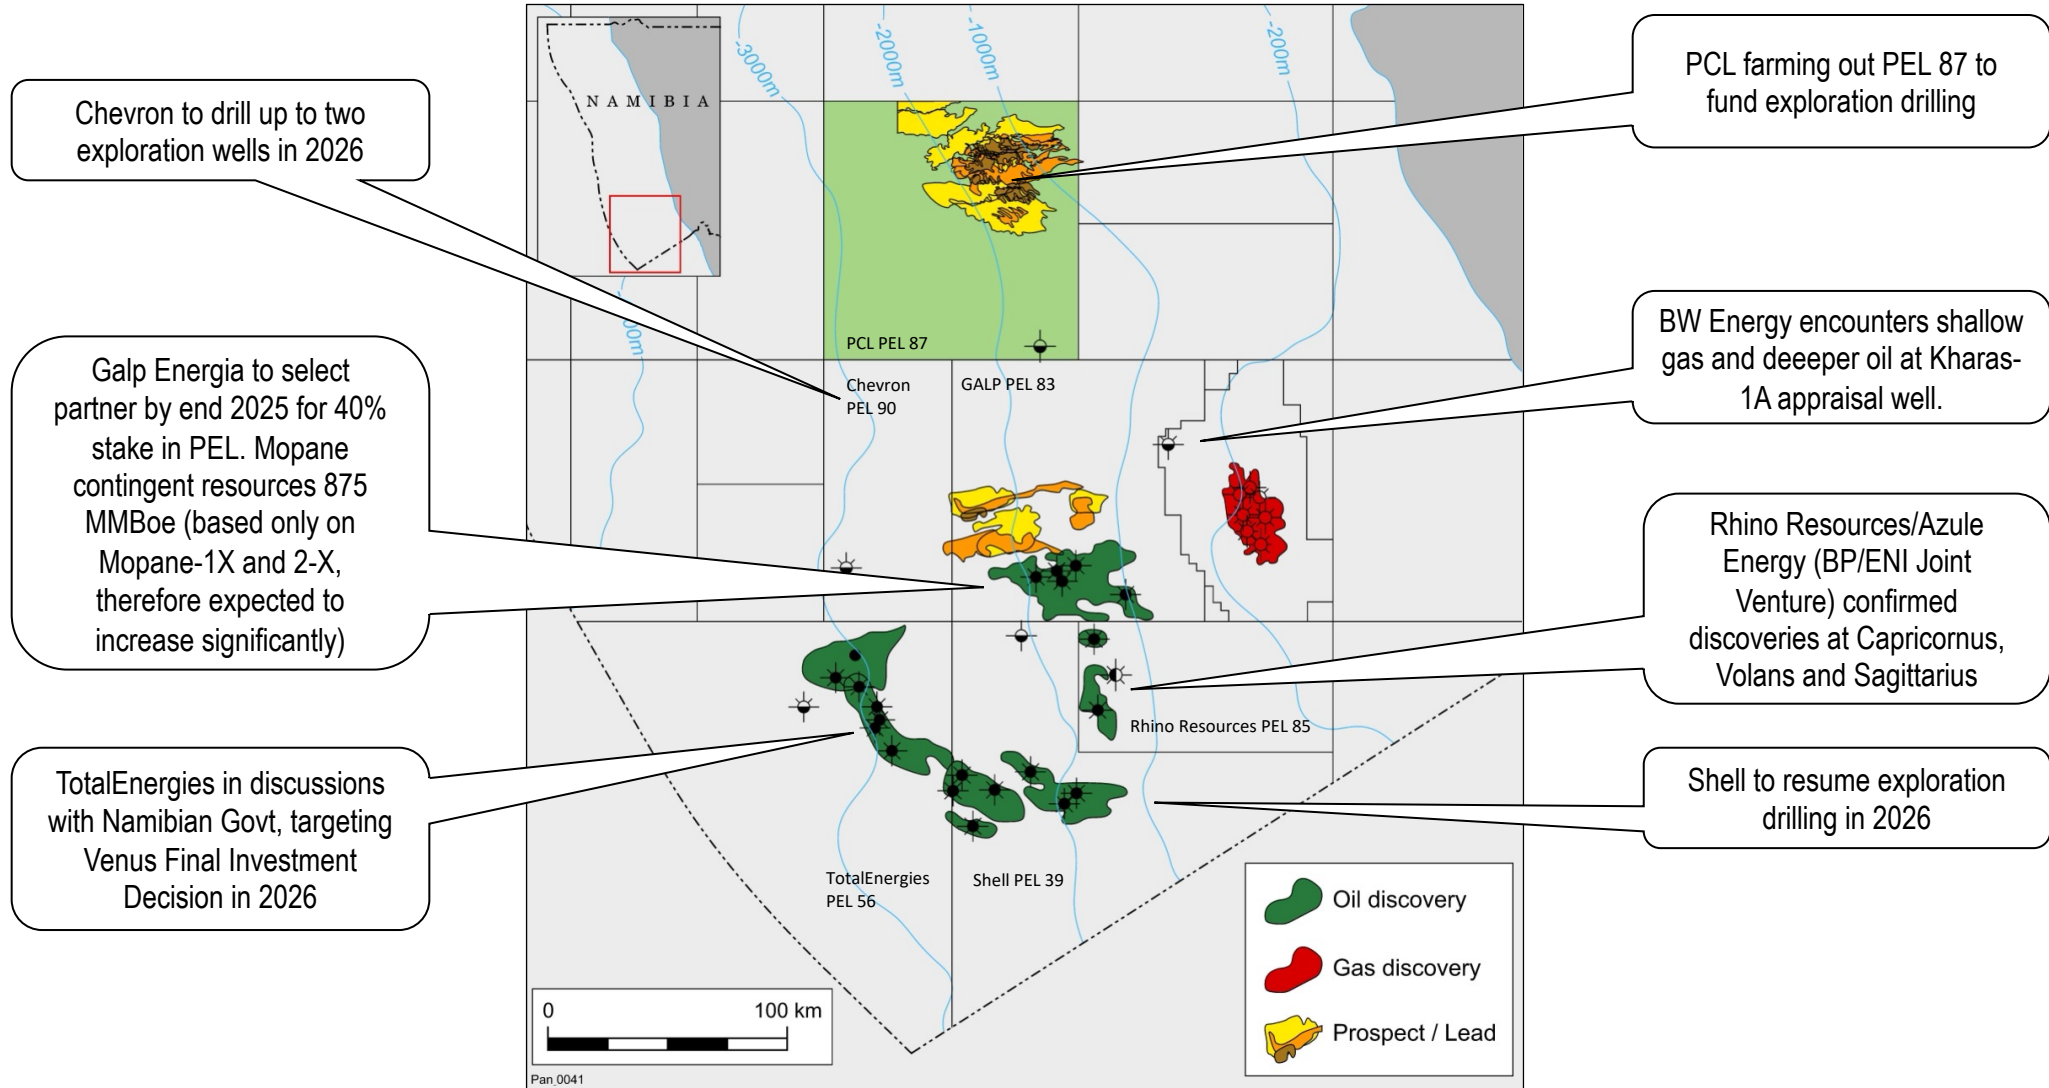 Chevron to drill up to two
exploration wells in 2026
Galp Energia to select
partner by end 2025 for 40%
stake in PEL. Mopane
contingent resources 875
MMBoe (based only on
Mopane-1X and 2-X,
therefore expected to
increase significantly)
TotalEnergies in discussions
with Namibian Govt, targeting
Venus Final Investment
Decision in 2026
NAMIBIA
-3000m
-2000m
-1000m
-200m
PCL PEL 87
Chevron
PEL 90
GALP PEL 83
Rhino Resources PEL 85
TotalEnergies
PEL 56
Shell PEL 39
0 100 km
Pan_0041
Oil discovery
Gas discovery
Prospect / Lead
PCL farming out PEL 87 to
fund exploration drilling
BW Energy encounters shallow
gas and deeeper oil at Kharas-
1A appraisal well.
Rhino Resources/Azule
Energy (BP/ENI Joint
Venture) confirmed
discoveries at Capricornus,
Volans and Sagittarius
Shell to resume exploration
drilling in 2026